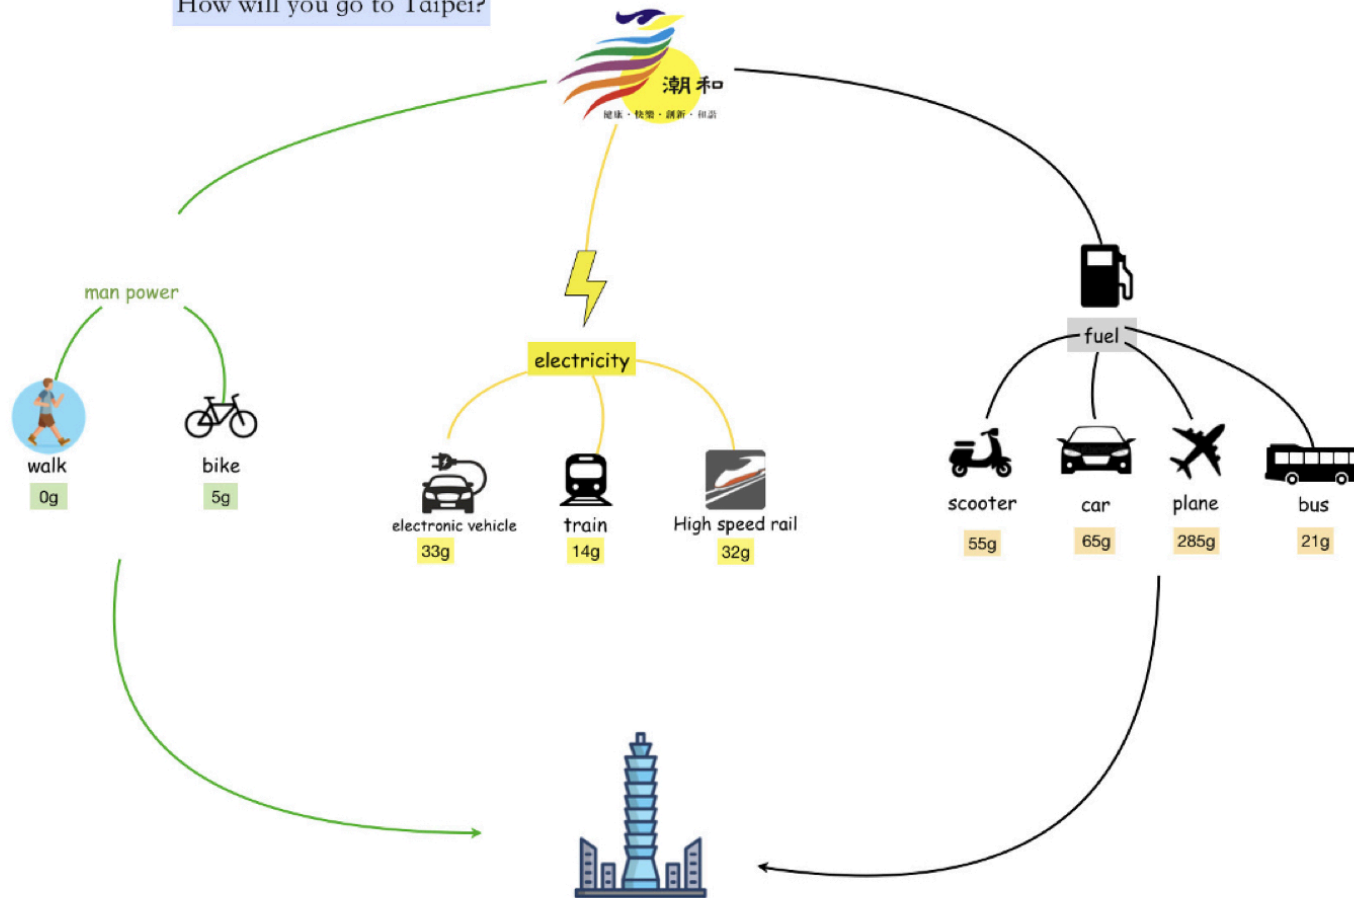 How will you go to Taipei?
潮和
健康・快樂・創新・和諧
man power
walk
0g
bike
5g
electricity
electronic vehicle
33g
train
14g
High speed rail
32g
fuel
scooter
55g
car
65g
plane
285g
bus
21g